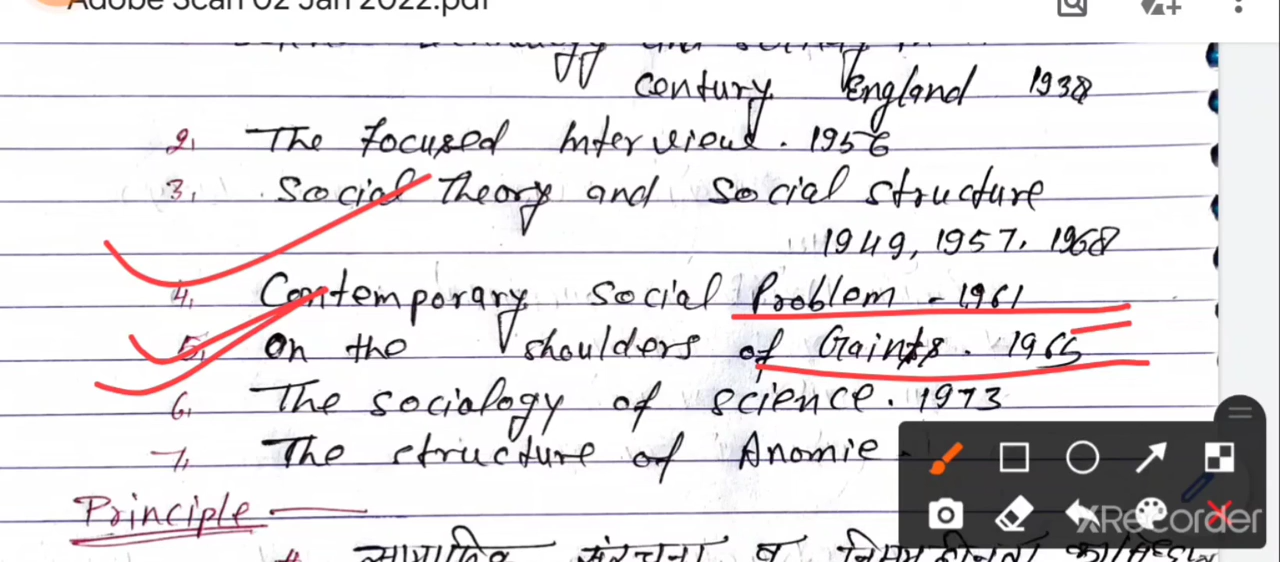 Adobe Scan 02 Jan 2022.pdf
century England 1938
2, The focused Interview. 1956
3, Social Theory and Social structure
1949, 1957, 1968
4, Contemporary Social Problem - 1961
5, On the shoulders of Gaints. 1965
6, The sociology of science. 1973
7, The structure of Anomie.
Principle
XRecorder